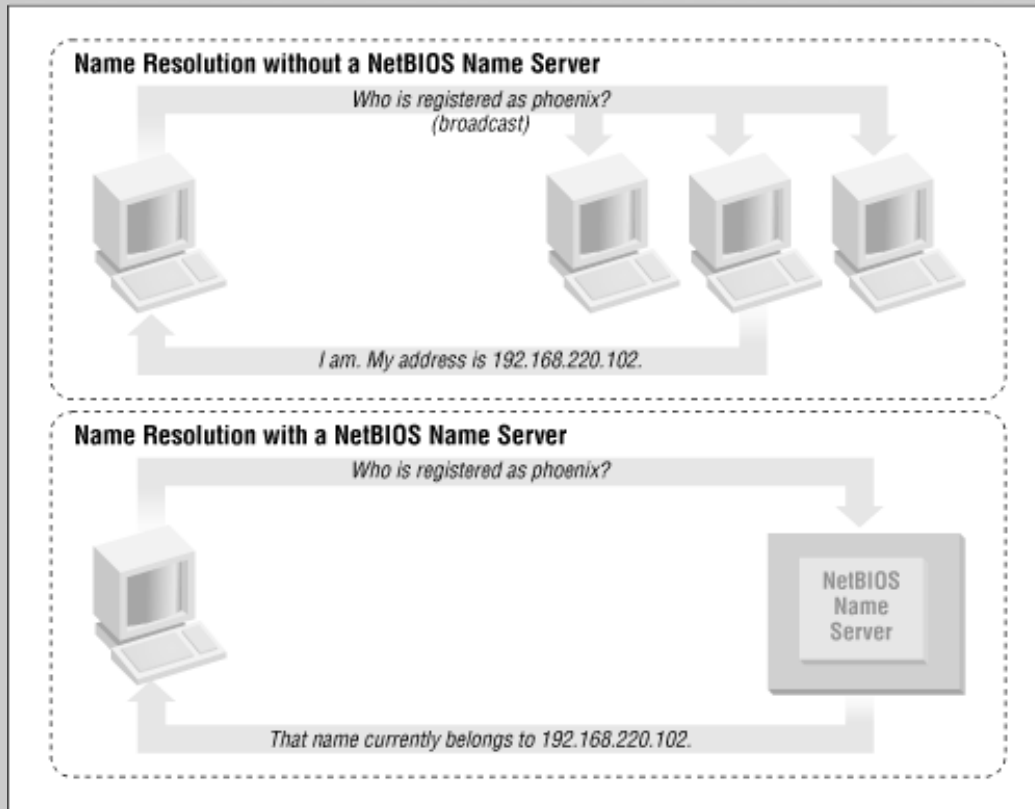 Name Resolution without a NetBIOS Name Server
Who is registered as phoenix?
(broadcast)
I am. My address is 192.168.220.102.
Name Resolution with a NetBIOS Name Server
Who is registered as phoenix?
NetBIOS
Name
Server
That name currently belongs to 192.168.220.102.